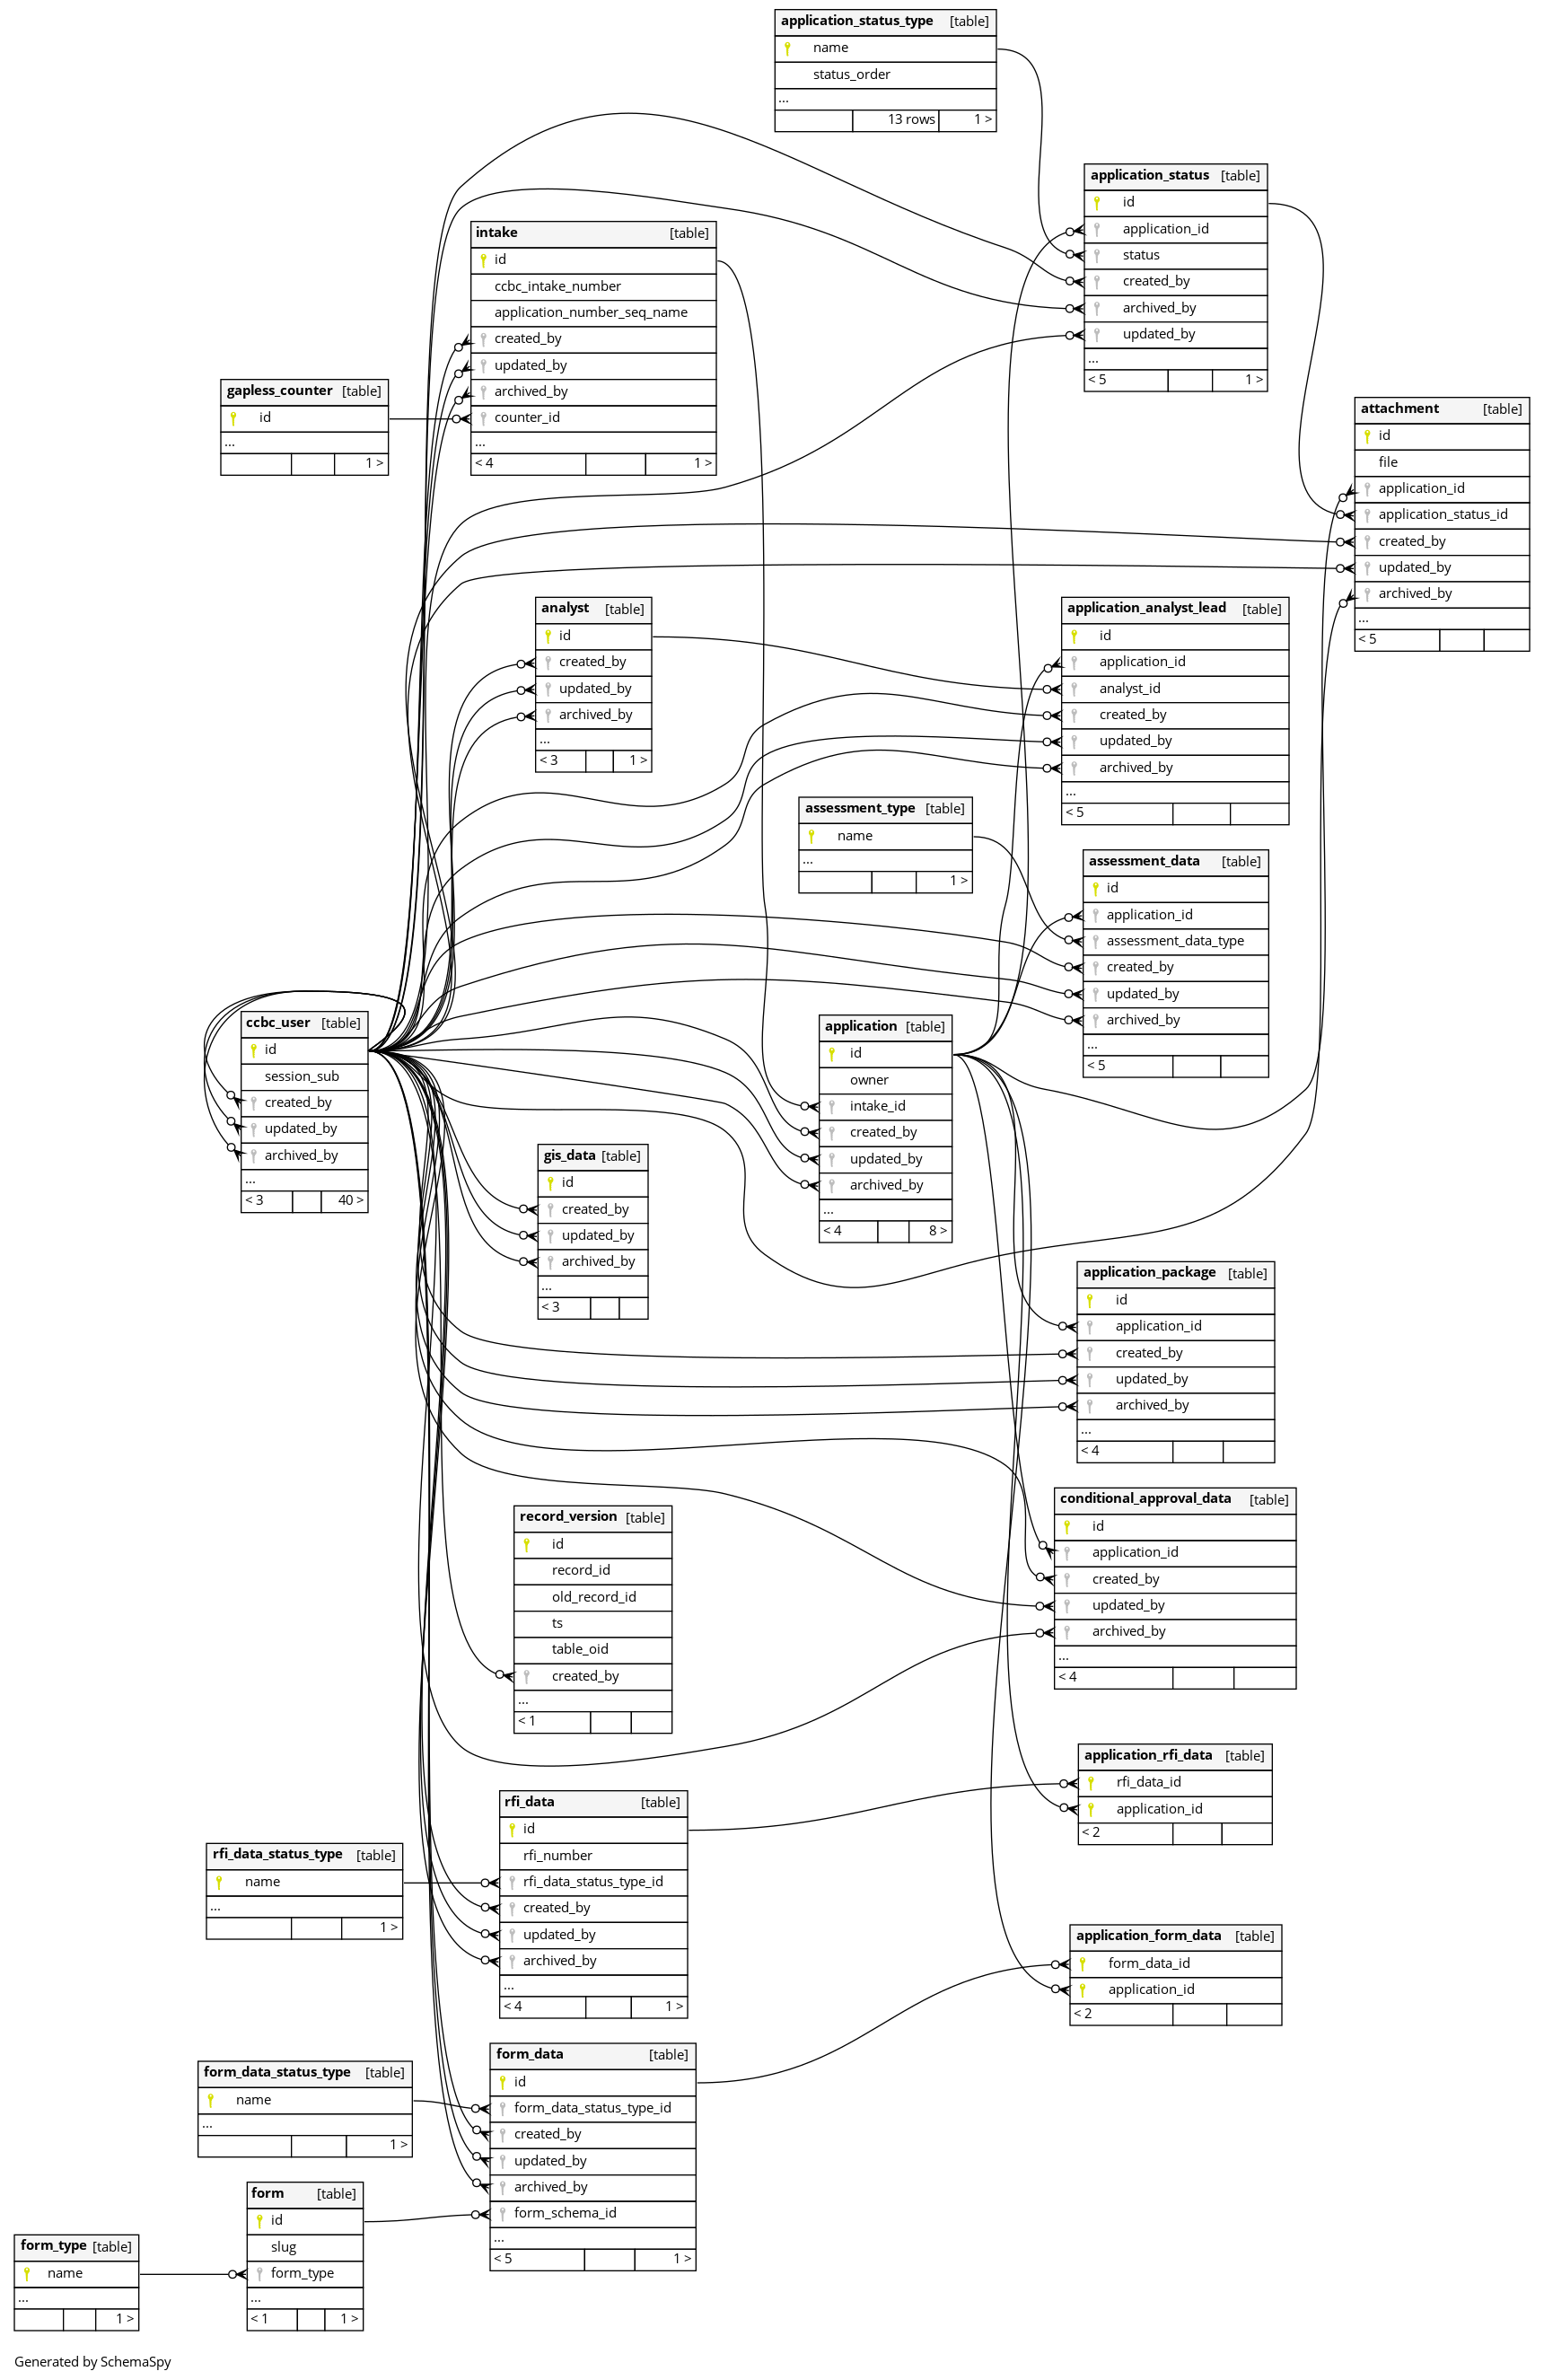 application_status_type [table]
name
status_order
...
13 rows 1 >
application_status [table]
id
application_id
status
created_by
archived_by
updated_by
...
< 5 1 >
intake [table]
id
ccbc_intake_number
application_number_seq_name
created_by
updated_by
archived_by
counter_id
...
< 4 1 >
gapless_counter [table]
id
...
1 >
attachment [table]
id
file
application_id
application_status_id
created_by
updated_by
archived_by
...
< 5
analyst [table]
id
created_by
updated_by
archived_by
...
< 3 1 >
application_analyst_lead [table]
id
application_id
analyst_id
created_by
updated_by
archived_by
...
< 5
assessment_type [table]
name
...
1 >
assessment_data [table]
id
application_id
assessment_data_type
created_by
updated_by
archived_by
...
< 5
ccbc_user [table]
id
session_sub
created_by
updated_by
archived_by
...
< 3 40 >
application [table]
id
owner
intake_id
created_by
updated_by
archived_by
...
< 4 8 >
gis_data [table]
id
created_by
updated_by
archived_by
...
< 3
application_package [table]
id
application_id
created_by
updated_by
archived_by
...
< 4
conditional_approval_data [table]
id
application_id
created_by
updated_by
archived_by
...
< 4
record_version [table]
id
record_id
old_record_id
ts
table_oid
created_by
...
< 1
application_rfi_data [table]
rfi_data_id
application_id
< 2
rfi_data [table]
id
rfi_number
rfi_data_status_type_id
created_by
updated_by
archived_by
...
< 4 1 >
rfi_data_status_type [table]
name
...
1 >
application_form_data [table]
form_data_id
application_id
< 2
form_data [table]
id
form_data_status_type_id
created_by
updated_by
archived_by
form_schema_id
...
< 5 1 >
form_data_status_type [table]
name
...
1 >
form [table]
id
slug
form_type
...
< 1 1 >
form_type [table]
name
...
1 >
Generated by SchemaSpy